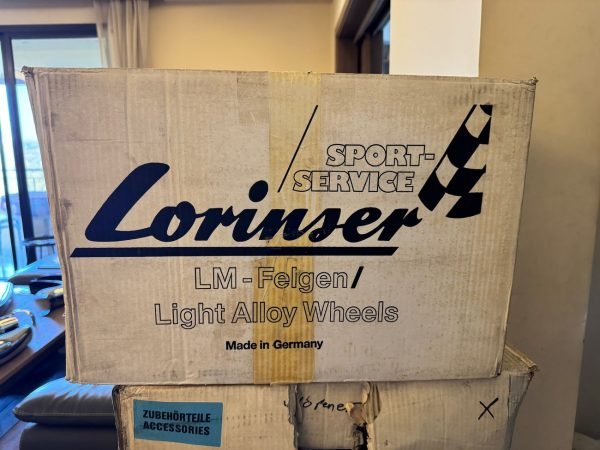 SPORT-
SERVICE
Lorinser
LM-Felgen/
Light Alloy Wheels
Made in Germany
ZUBEHÖRTEILE
ACCESSORIES
X